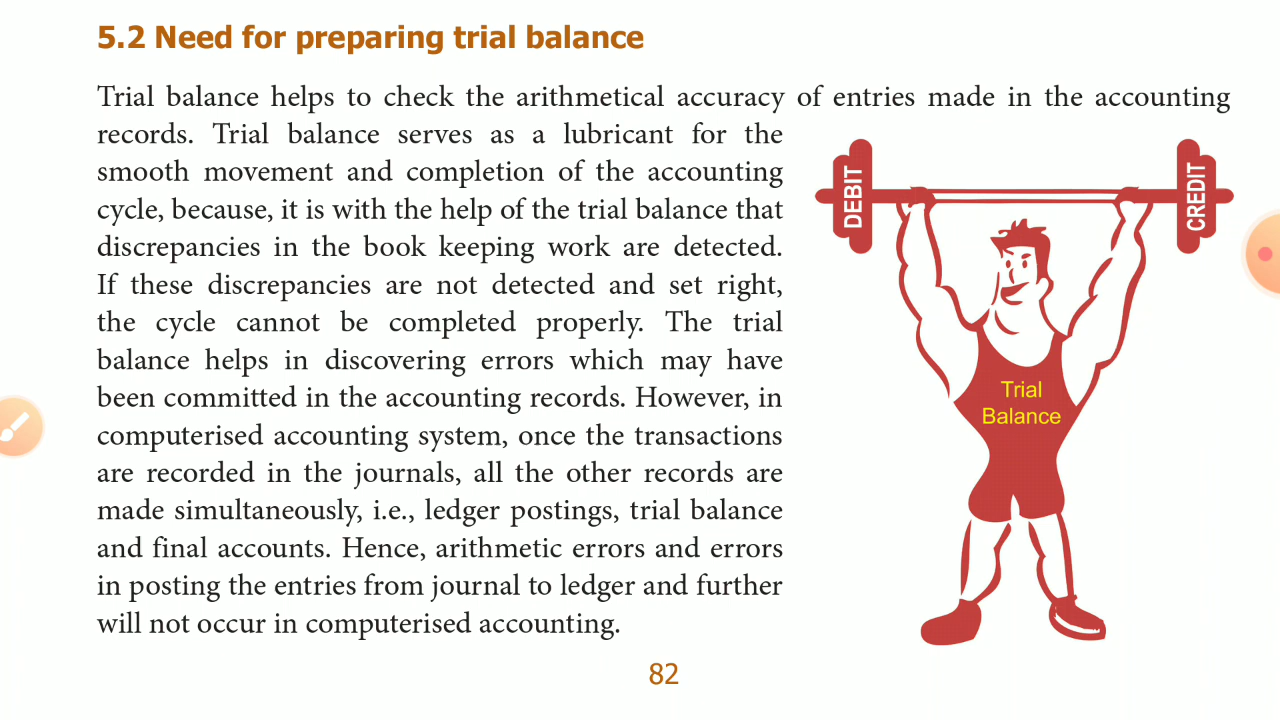 5.2 Need for preparing trial balance
Trial balance helps to check the arithmetical accuracy of entries made in the accounting
records. Trial balance serves as a lubricant for the
smooth movement and completion of the accounting
cycle, because, it is with the help of the trial balance that
discrepancies in the book keeping work are detected.
If these discrepancies are not detected and set right,
the cycle cannot be completed properly. The trial
balance helps in discovering errors which may have
been committed in the accounting records. However, in
computerised accounting system, once the transactions
are recorded in the journals, all the other records are
made simultaneously, i.e., ledger postings, trial balance
and final accounts. Hence, arithmetic errors and errors
in posting the entries from journal to ledger and further
will not occur in computerised accounting.
DEBIT
CREDIT
Trial
Balance
82